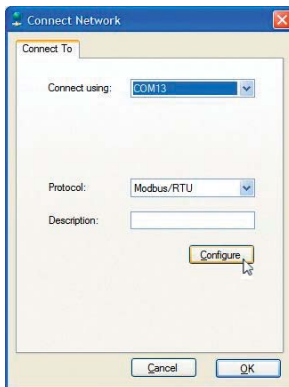 Connect Network
Connect To
Connect using: COM13
Protocol: Modbus/RTU
Description:
Configure
Cancel OK